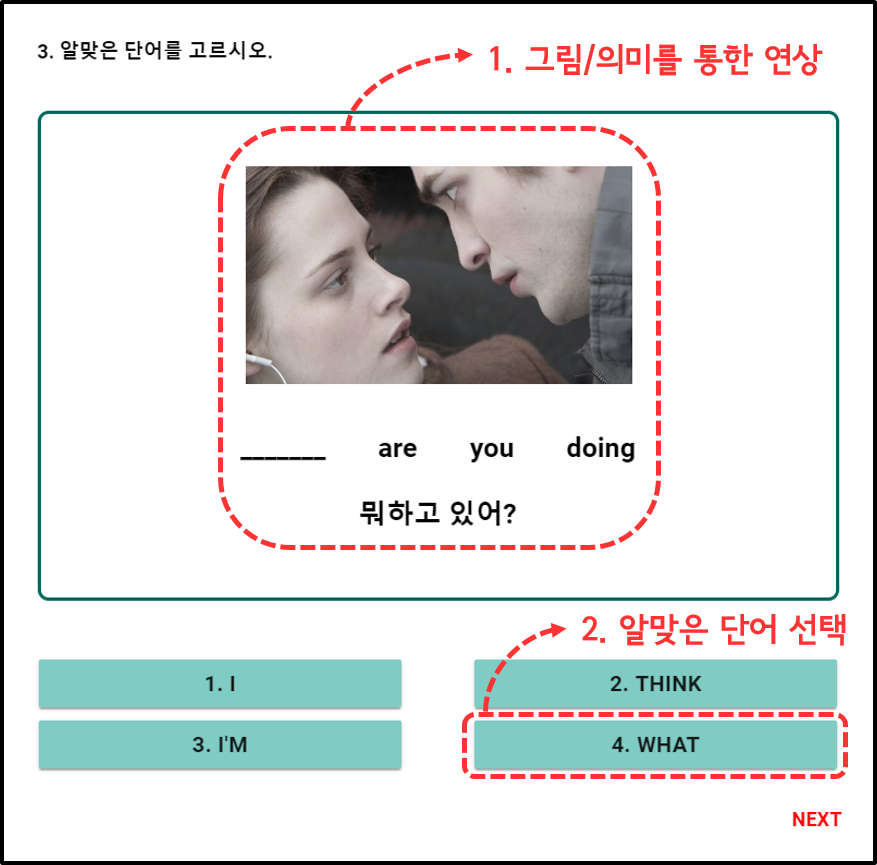 3. 알맞은 단어를 고르시오.
1. 그림/의미를 통한 연상
_______ are you doing
뭐하고 있어?
2. 알맞은 단어 선택
1. I
2. THINK
3. I'M
4. WHAT
NEXT